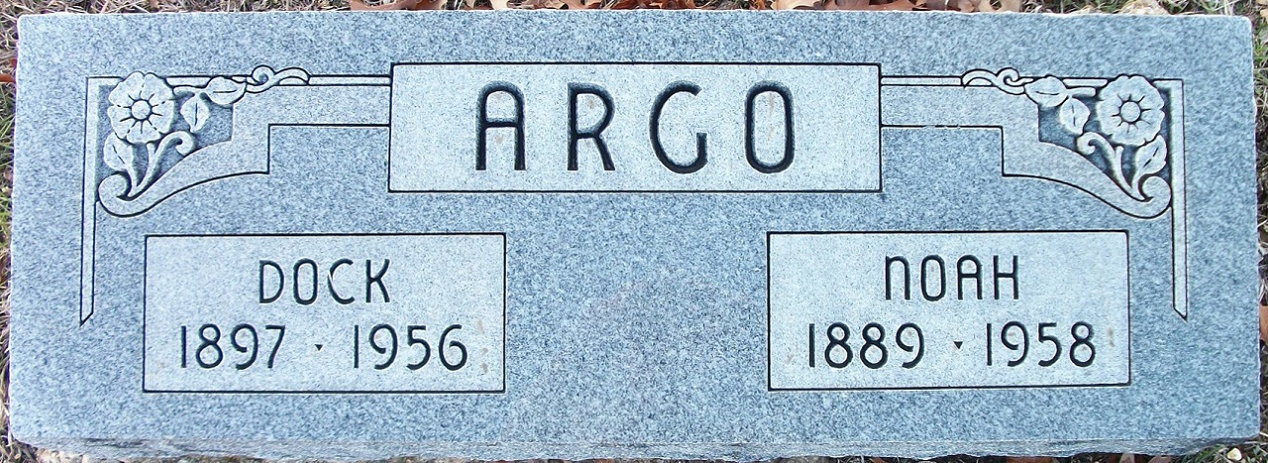 ARGO
DOCK
1897 · 1956
NOAH
1889 · 1958